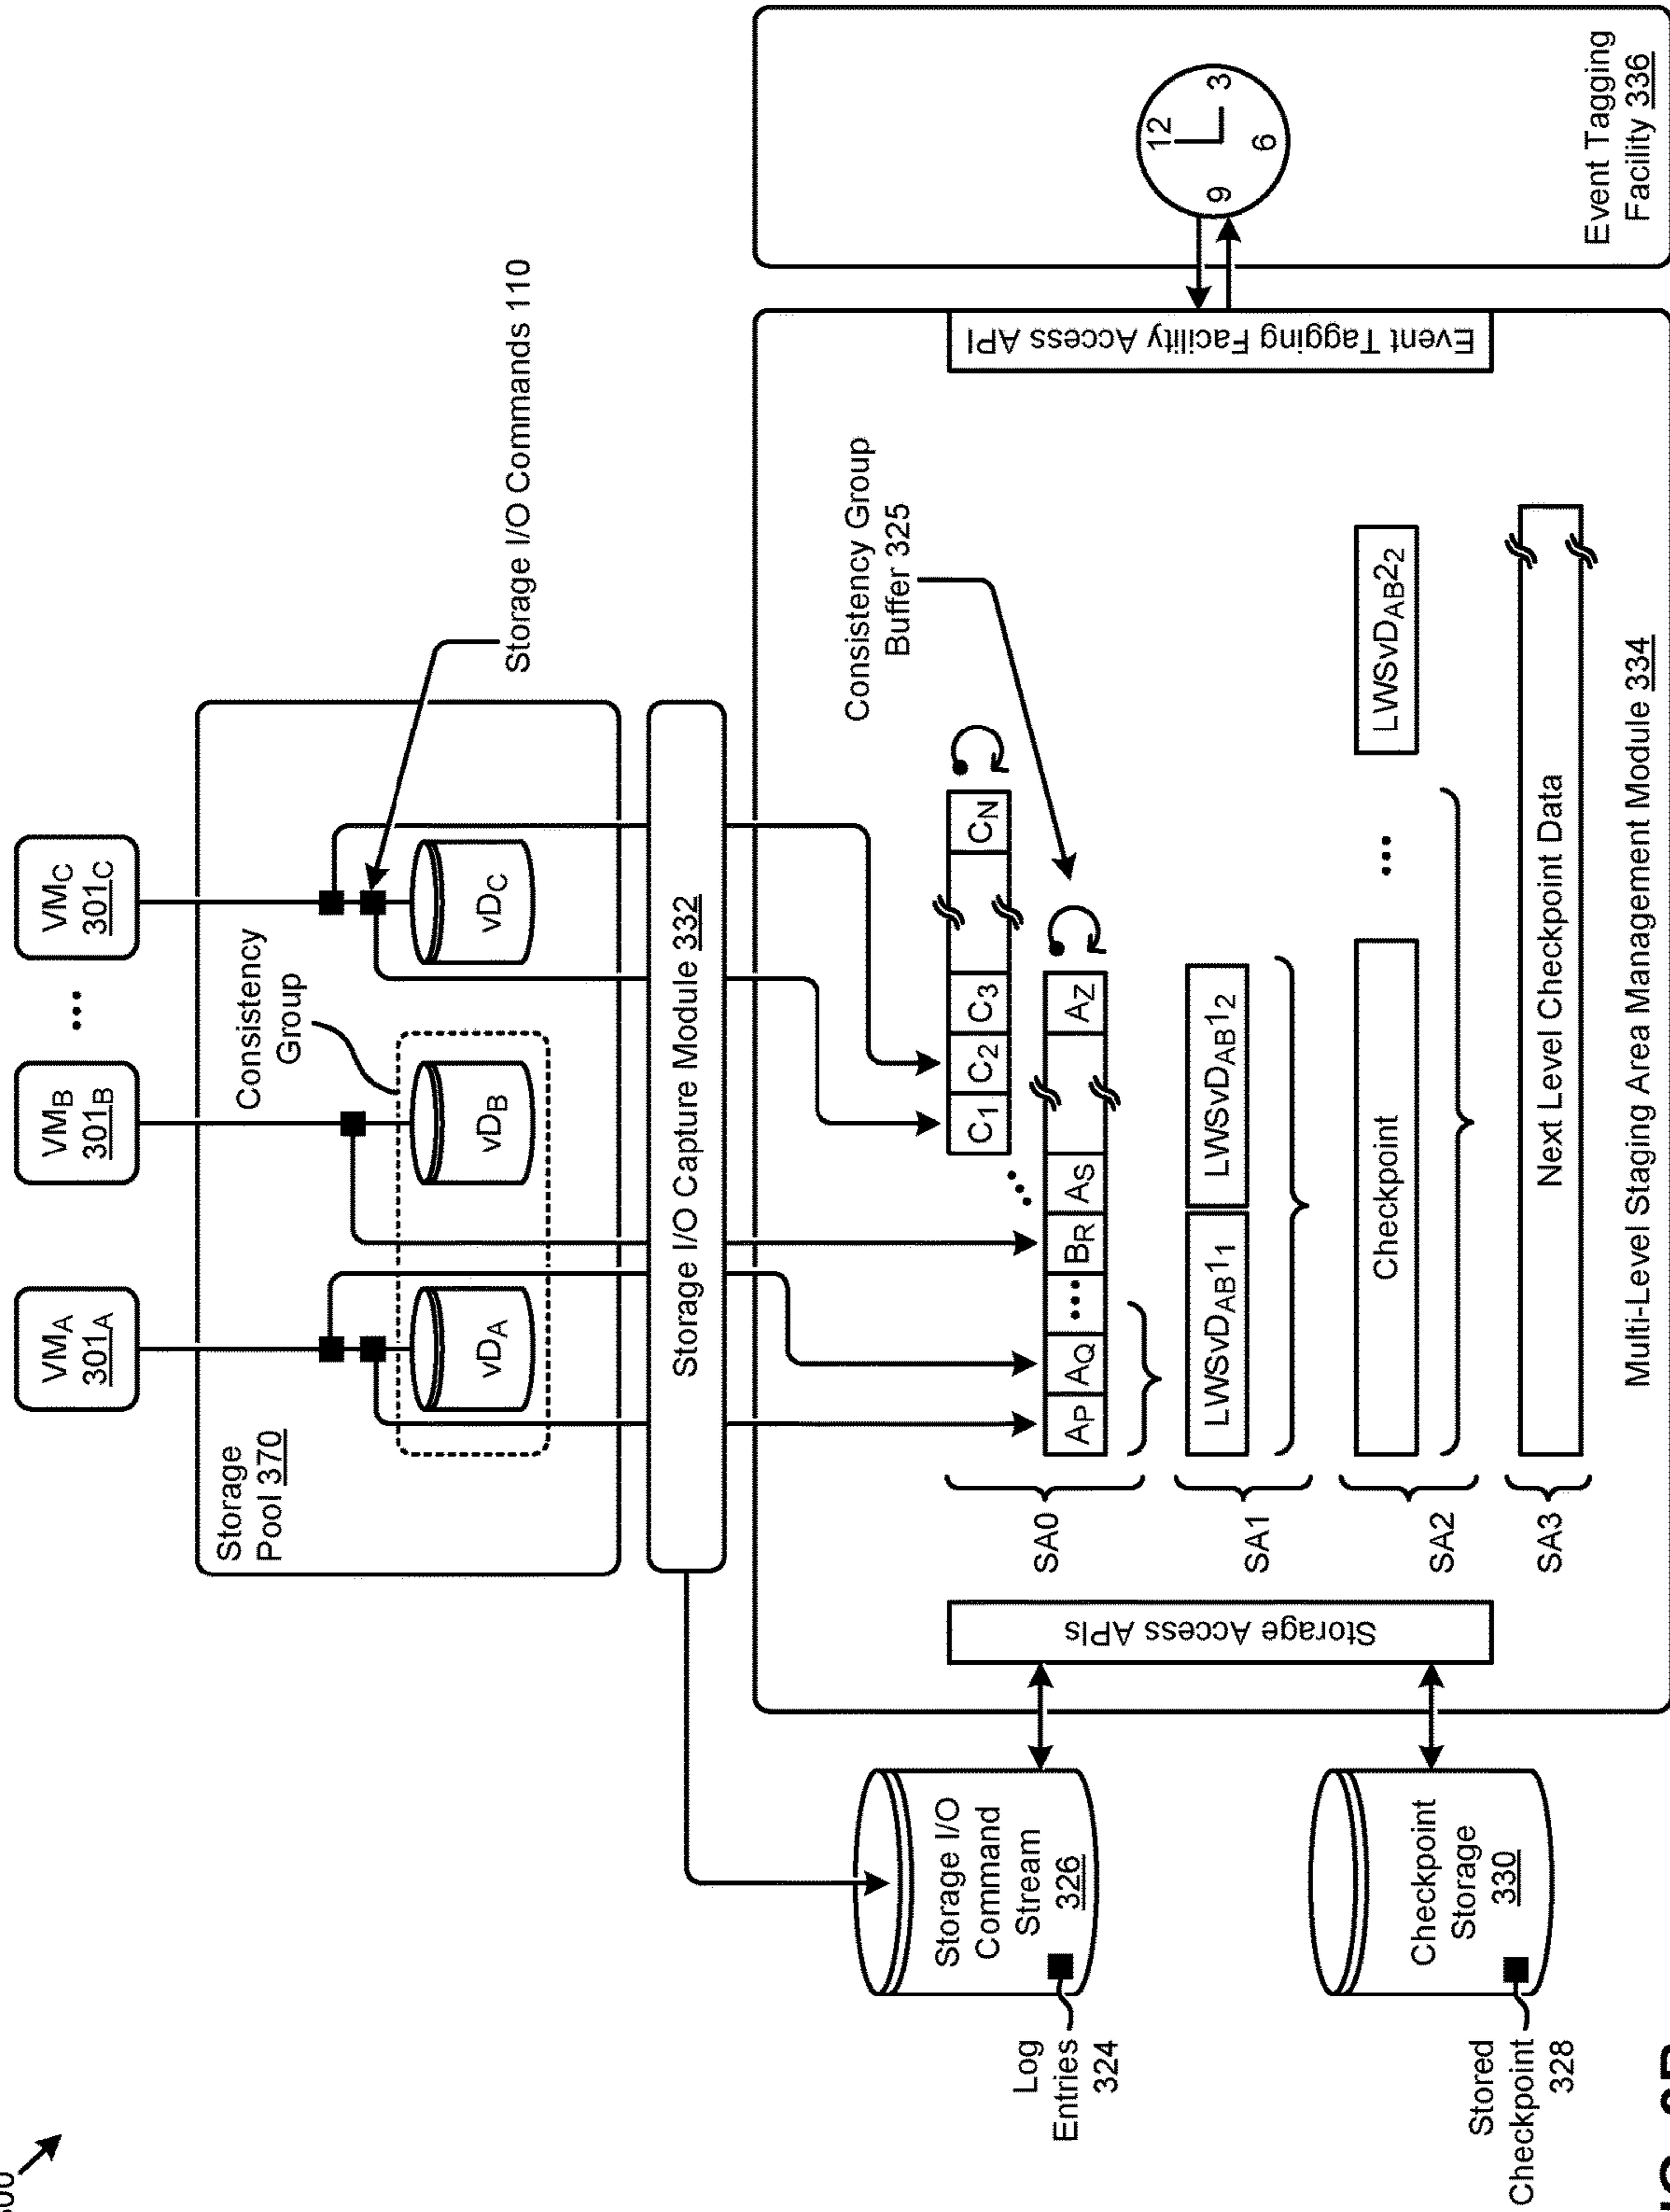 VMA
301A
VMB
301B
...
VMC
301C
Storage
Pool 370
Consistency
Group
vDA
vDB
vDC
Storage I/O Commands 110
Storage I/O Capture Module 332
Storage I/O
Command
Stream
326
Log
Entries
324
Checkpoint
Storage
330
Stored
Checkpoint
328
Storage Access APIs
Consistency Group
Buffer 325
SA0
C1 C2 C3 CN
...
AP AQ ... BR AS AZ
SA1
LWSvDAB11 LWSvDAB12
SA2
Checkpoint ... LWSvDAB22
SA3
Next Level Checkpoint Data
Multi-Level Staging Area Management Module 334
Event Tagging Facility Access API
12
9 3
6
Event Tagging
Facility 336